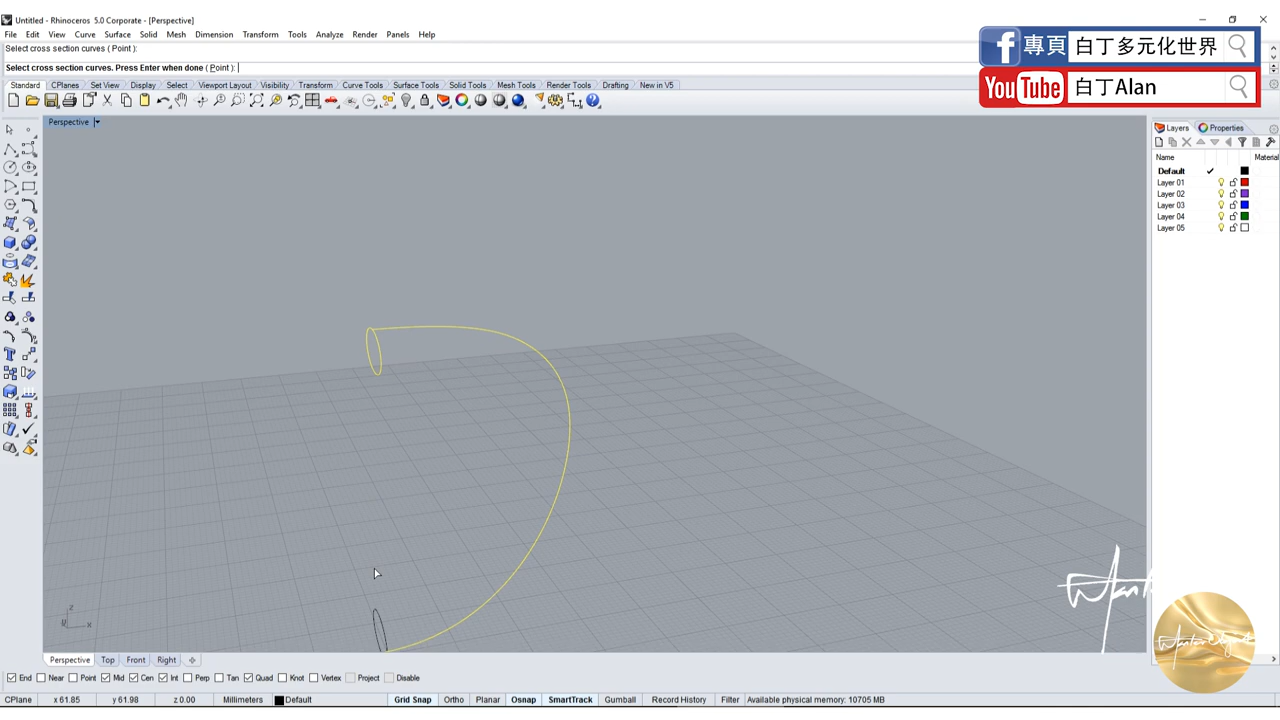 Untitled - Rhinoceros 5.0 Corporate - [Perspective]
File Edit View Curve Surface Solid Mesh Dimension Transform Tools Analyze Render Panels Help
Select cross section curves ( Point ):
Select cross section curves. Press Enter when done ( Point ):
專頁 白丁多元化世界
YouTube 白丁Alan
Standard CPlanes Set View Display Select Viewport Layout Visibility Transform Curve Tools Surface Tools Solid Tools Mesh Tools Render Tools Drafting New in V5
Perspective
Layers Properties
Name Material
Default
Layer 01
Layer 02
Layer 03
Layer 04
Layer 05
z
y x
Perspective Top Front Right
End Near Point Mid Cen Int Perp Tan Quad Knot Vertex Project Disable
CPlane x 61.85 y 61.98 z 0.00 Millimeters Default Grid Snap Ortho Planar Osnap SmartTrack Gumball Record History Filter Available physical memory: 10705 MB